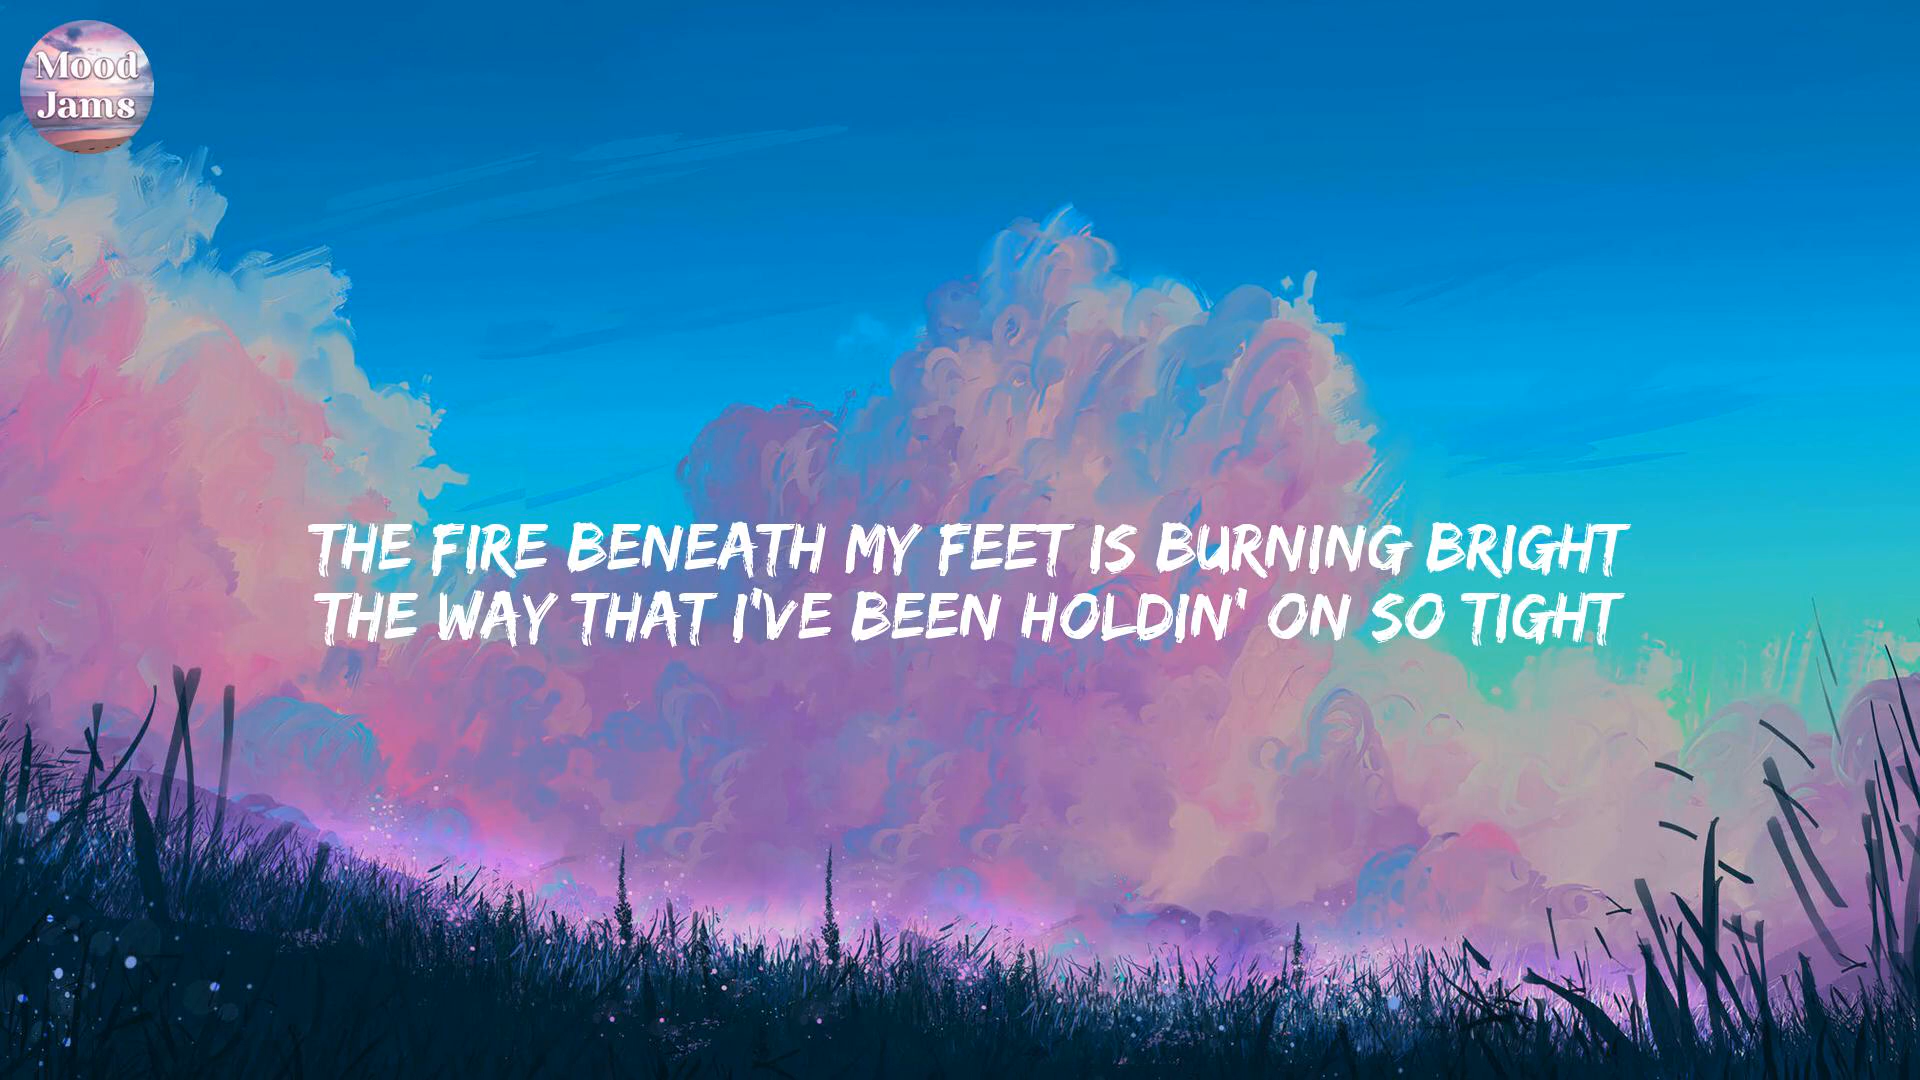 Mood
Jams
THE FIRE BENEATH MY FEET IS BURNING BRIGHT
THE WAY THAT I'VE BEEN HOLDIN' ON SO TIGHT